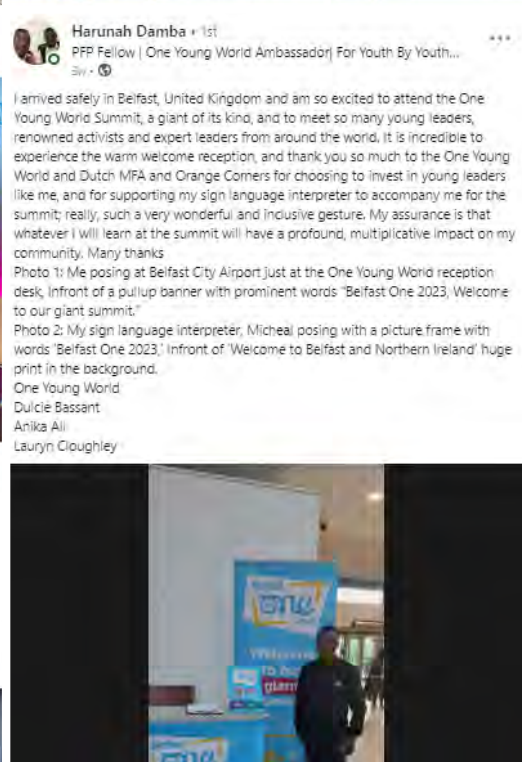 Harunah Damba • 1st
PFP Fellow | One Young World Ambassador| For Youth By Youth...
3w •
I arrived safely in Belfast, United Kingdom and am so excited to attend the One
Young World Summit, a giant of its kind, and to meet so many young leaders,
renowned activists and expert leaders from around the world. It is incredible to
experience the warm welcome reception, and thank you so much to the One Young
World and Dutch MFA and Orange Corners for choosing to invest in young leaders
like me, and for supporting my sign language interpreter to accompany me for the
summit; really, such a very wonderful and inclusive gesture. My assurance is that
whatever I will learn at the summit will have a profound, multiplicative impact on my
community. Many thanks
Photo 1: Me posing at Belfast City Airport just at the One Young World reception
desk, Infront of a pullup banner with prominent words "Belfast One 2023, Welcome
to our giant summit."
Photo 2: My sign language interpreter, Micheal posing with a picture frame with
words 'Belfast One 2023,' Infront of 'Welcome to Belfast and Northern Ireland' huge
print in the background.
One Young World
Dulcie Bassant
Anika Ali
Lauryn Cloughley
one
Welcome
to our
giant
one